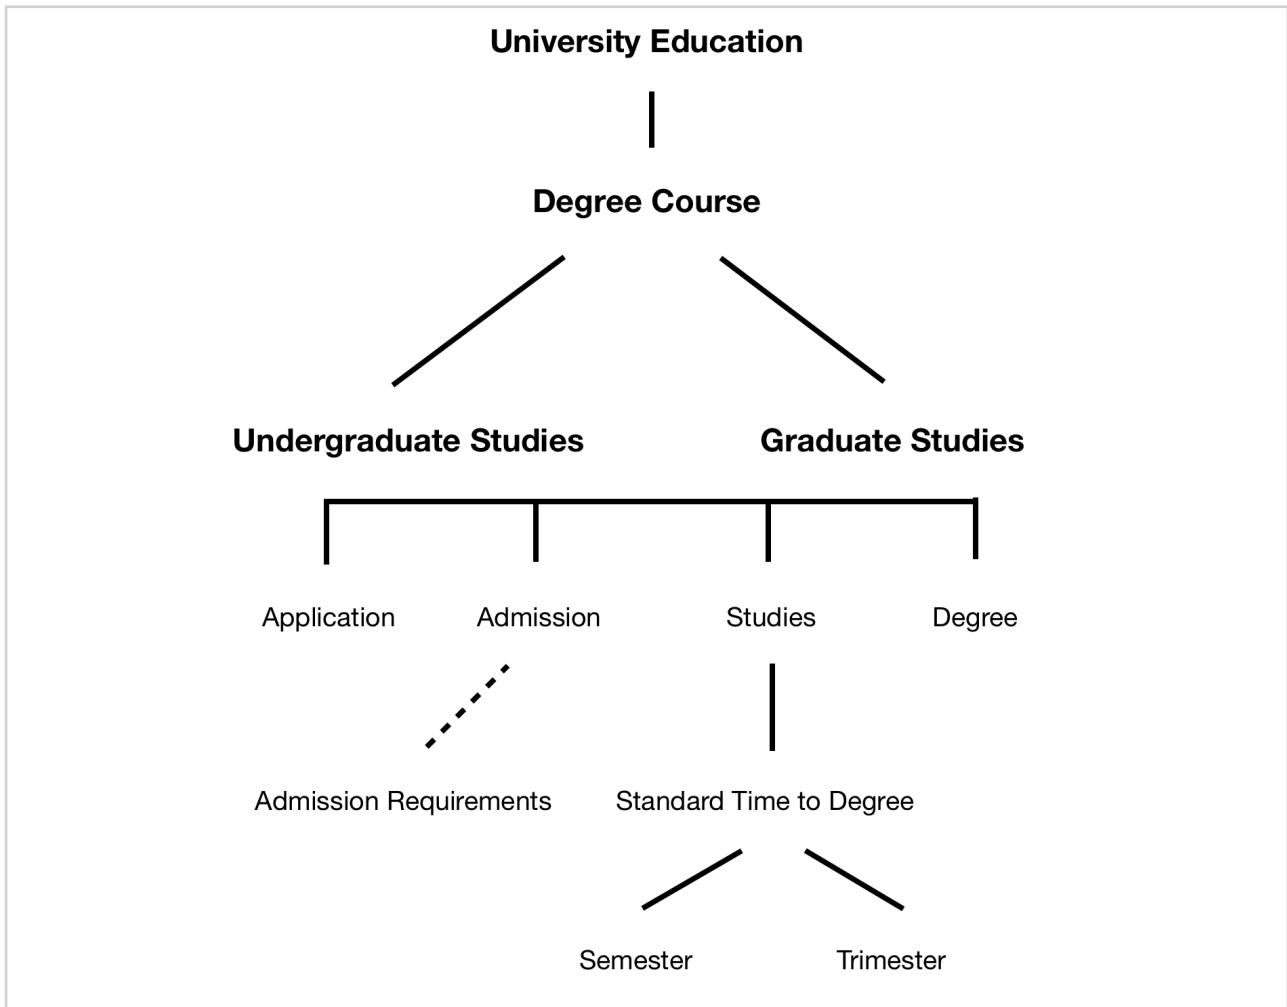 University Education
Degree Course
Undergraduate Studies
Graduate Studies
Application
Admission
Studies
Degree
Admission Requirements
Standard Time to Degree
Semester
Trimester